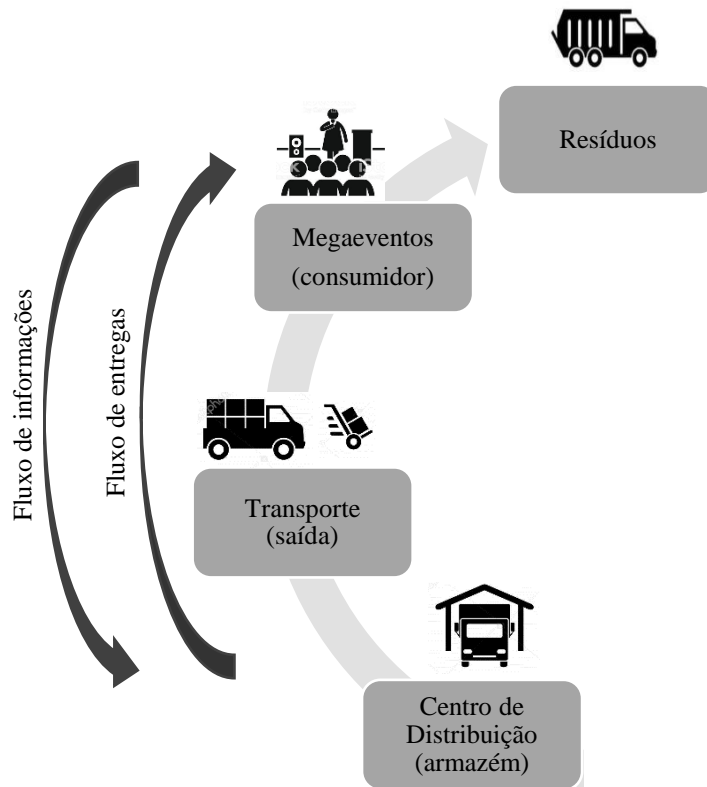 Resíduos
Megaeventos
(consumidor)
Fluxo de informações
Fluxo de entregas
Transporte
(saída)
Centro de
Distribuição
(armazém)